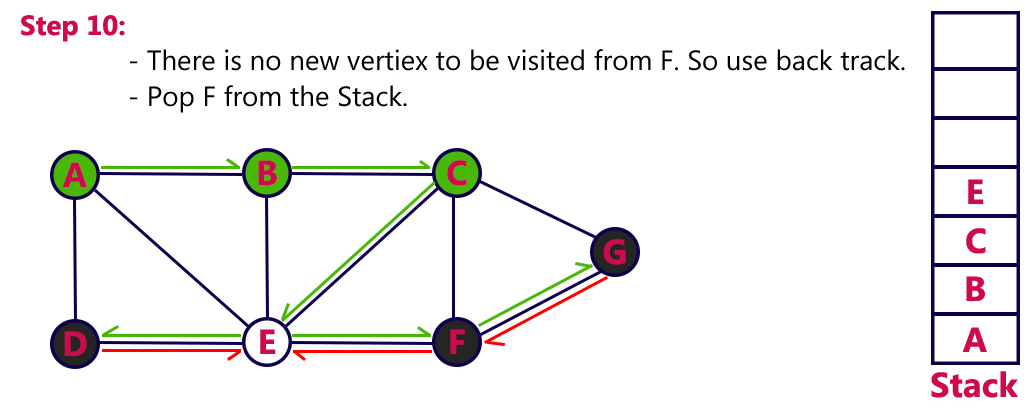 Step 10:
- There is no new vertiex to be visited from F. So use back track.
- Pop F from the Stack.
A B C
G
D E F
E
C
B
A
Stack